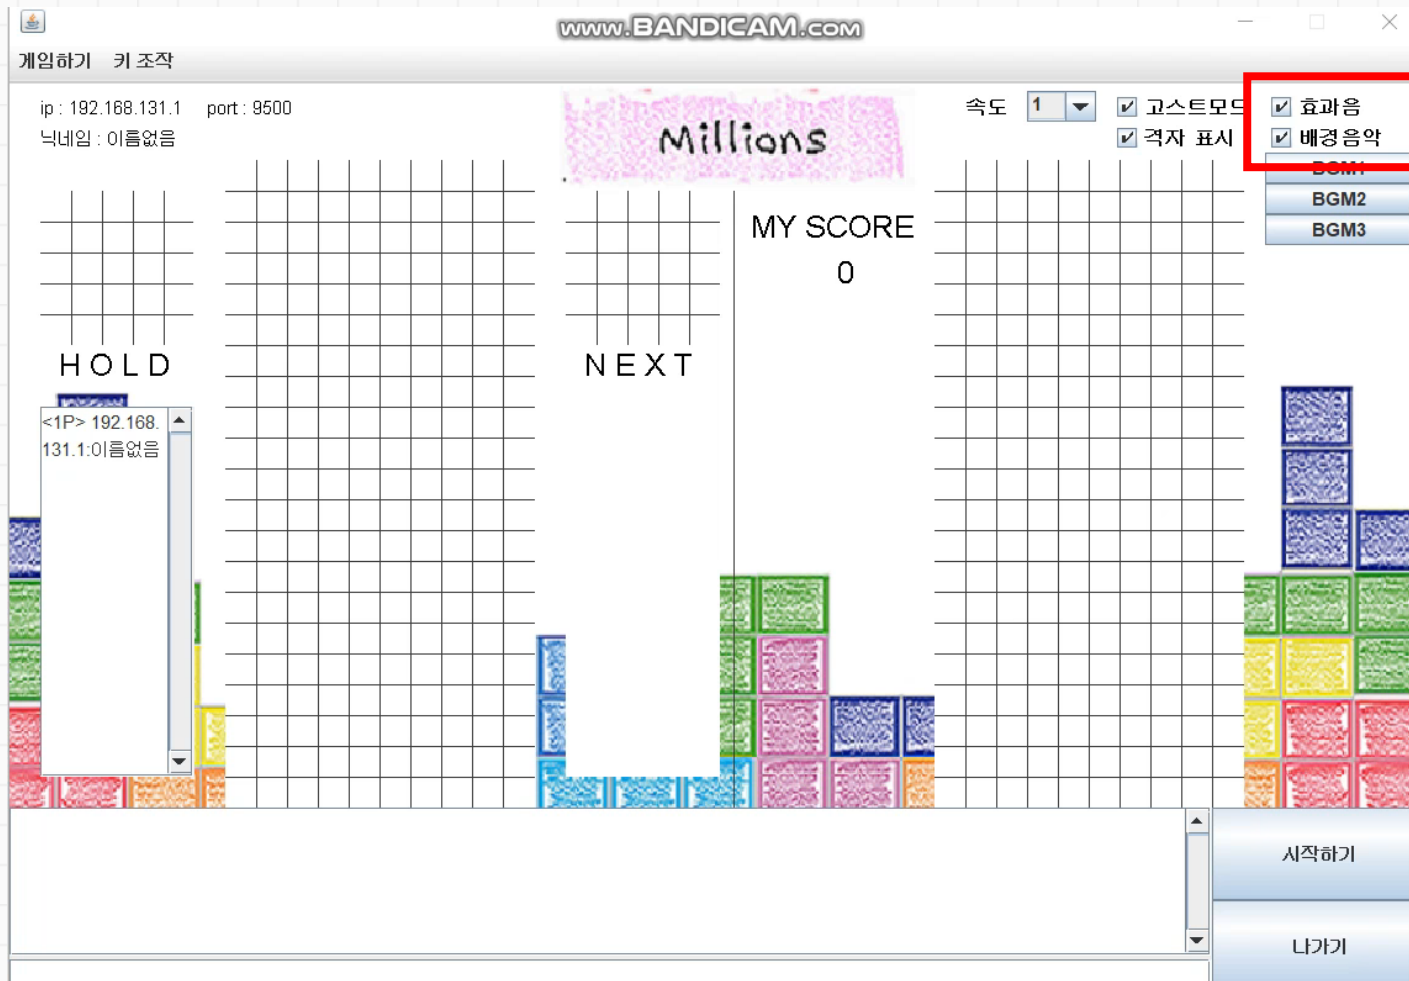 www.BANDICAM.com
게임하기 키 조작
ip : 192.168.131.1 port : 9500
닉네임 : 이름없음
Millions
속도 1
고스트모드
격자 표시
효과음
배경음악
BGM1
BGM2
BGM3
MY SCORE
0
HOLD
NEXT
<1P> 192.168.
131.1:이름없음
시작하기
나가기